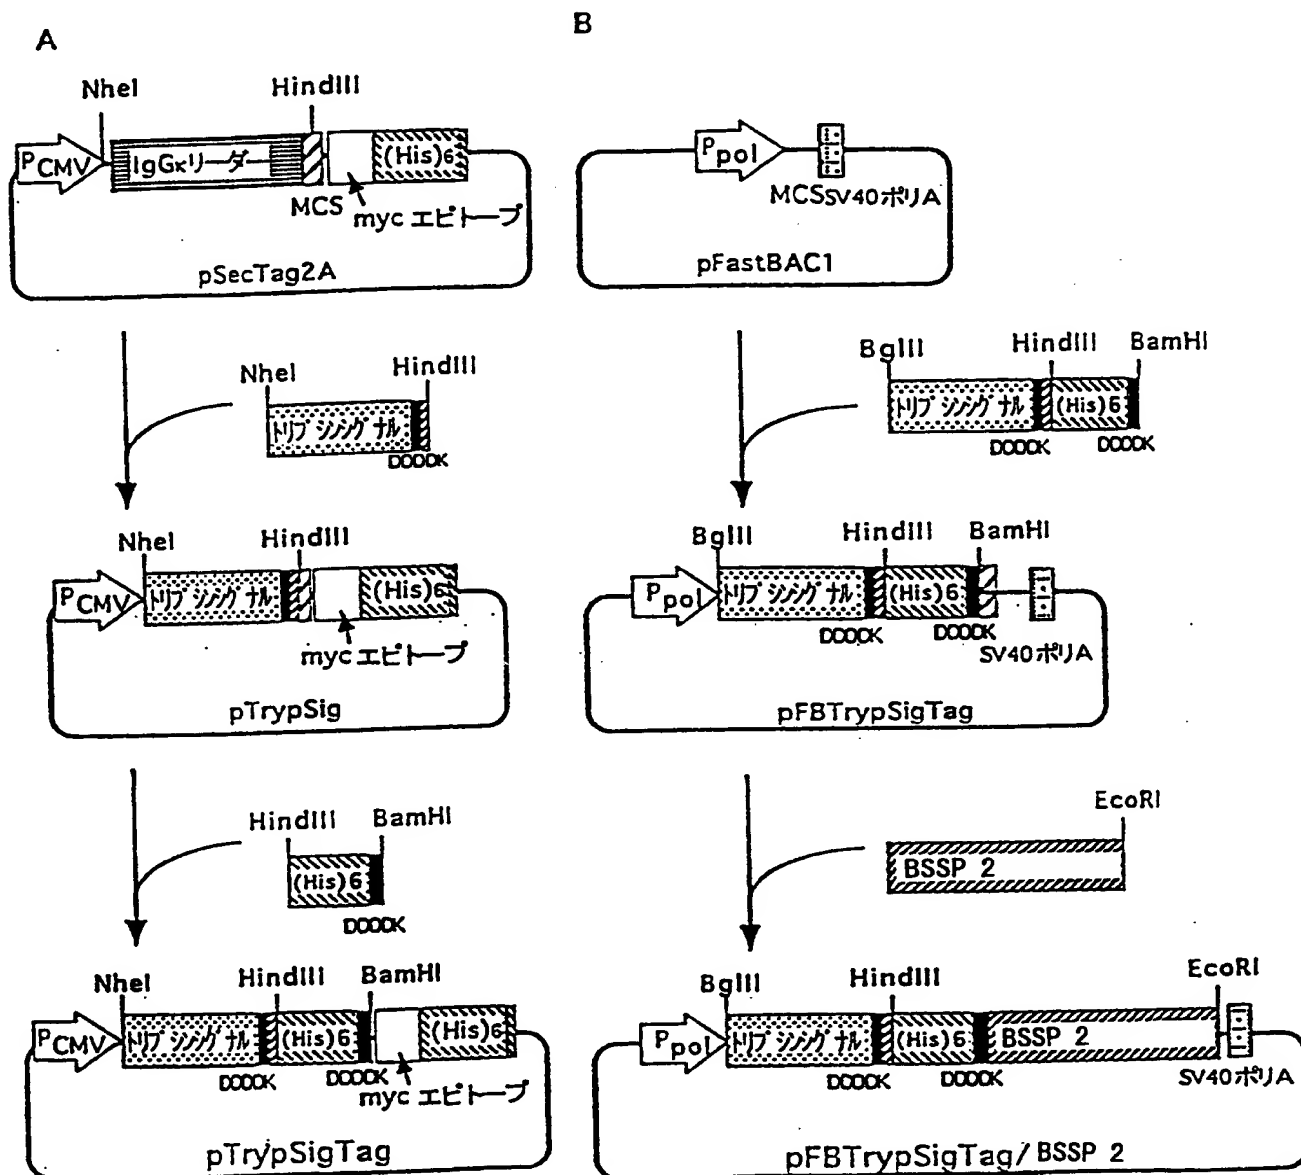 A
NheI
HindIII
PCMV
IgGκリーダー
(His)6
MCS
myc エピトープ
pSecTag2A
NheI
HindIII
トリプシンシグナル
DDDDK
NheI
HindIII
PCMV
トリプシンシグナル
(His)6
myc エピトープ
pTrypSig
HindIII
BamHI
(His)6
DDDDK
NheI
HindIII
BamHI
PCMV
トリプシンシグナル
(His)6
(His)6
DDDDK
DDDDK
myc エピトープ
pTrypSigTag
B
Ppol
MCS
SV40ポリA
pFastBAC1
BglII
HindIII
BamHI
トリプシンシグナル
(His)6
DDDDK
DDDDK
BglII
HindIII
BamHI
Ppol
トリプシンシグナル
(His)6
DDDDK
DDDDK
SV40ポリA
pFBTrypSigTag
EcoRI
BSSP 2
BglII
HindIII
EcoRI
Ppol
トリプシンシグナル
(His)6
BSSP 2
DDDDK
DDDDK
SV40ポリA
pFBTrypSigTag/BSSP 2